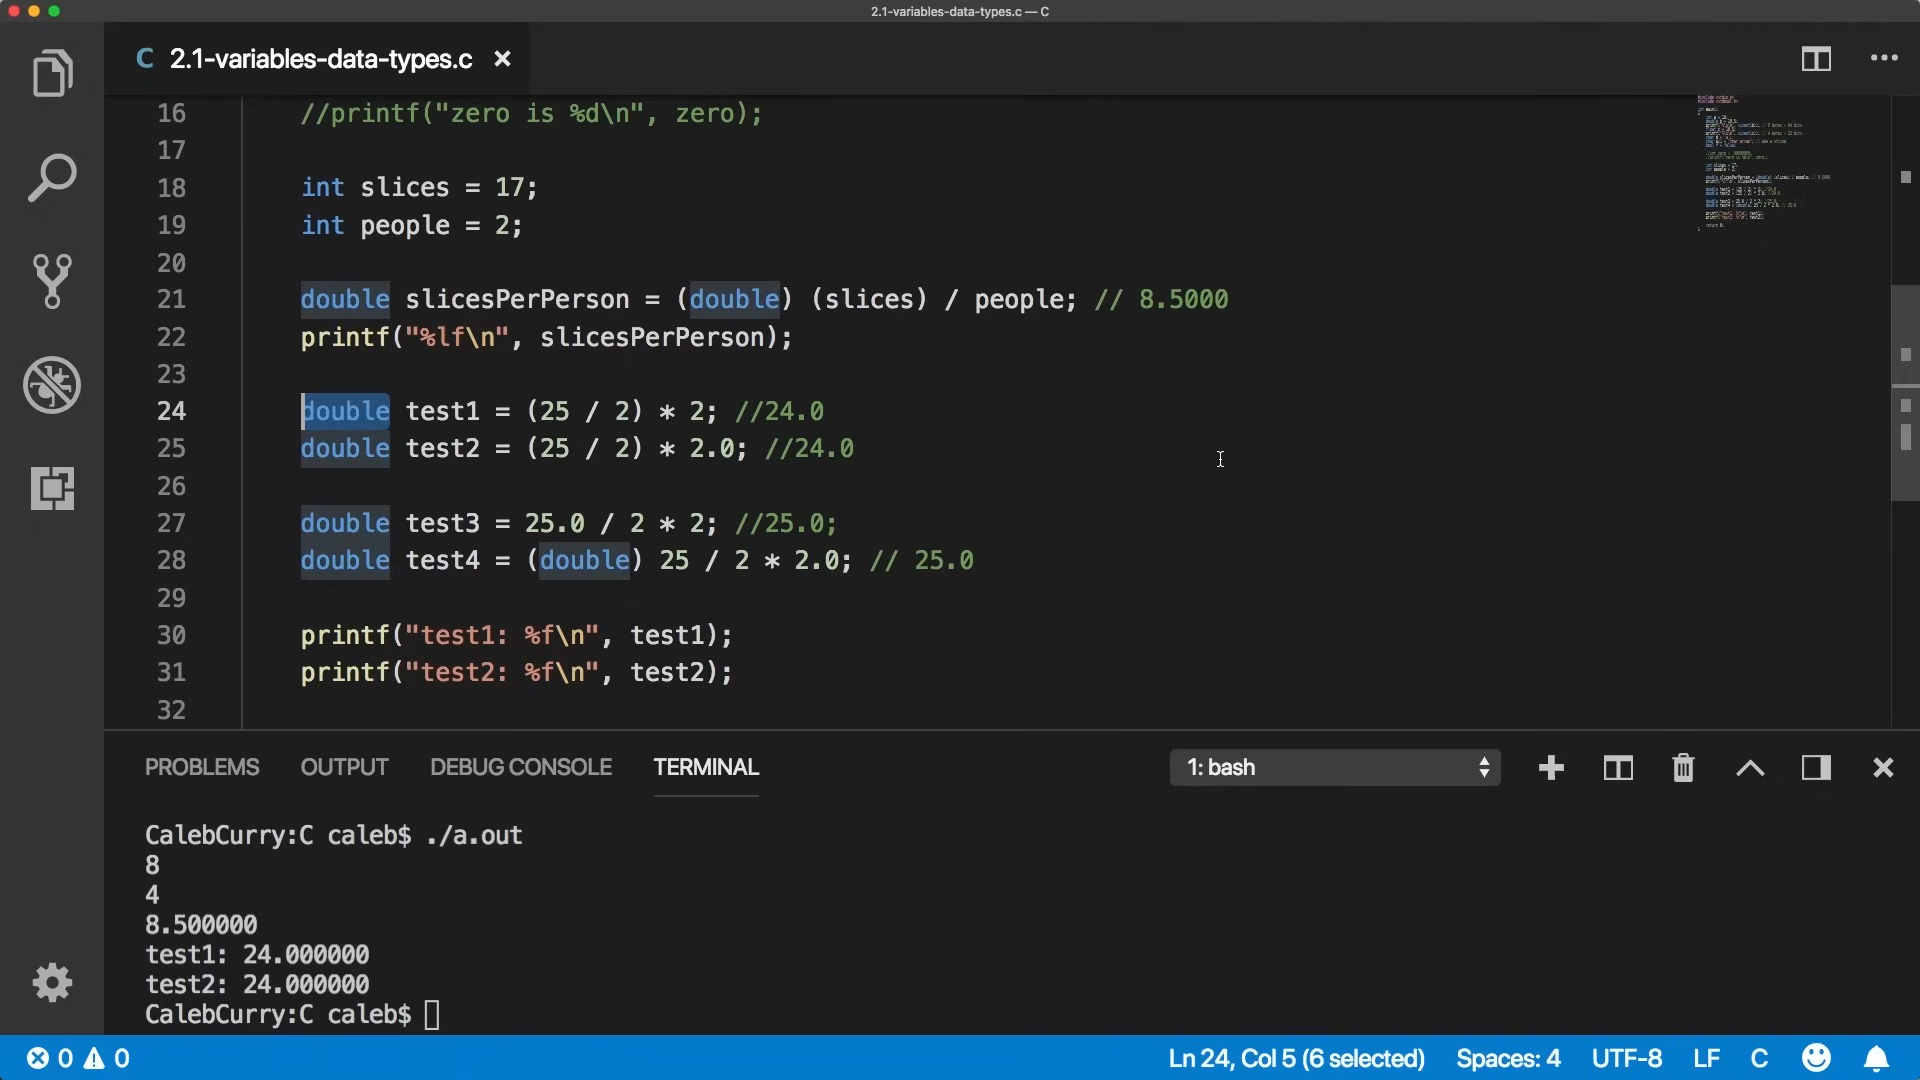 2.1-variables-data-types.c — C
C 2.1-variables-data-types.c ×
16 //printf("zero is %d\n", zero);
17
18 int slices = 17;
19 int people = 2;
20
21 double slicesPerPerson = (double) (slices) / people; // 8.5000
22 printf("%lf\n", slicesPerPerson);
23
24 double test1 = (25 / 2) * 2; //24.0
25 double test2 = (25 / 2) * 2.0; //24.0
26
27 double test3 = 25.0 / 2 * 2; //25.0;
28 double test4 = (double) 25 / 2 * 2.0; // 25.0
29
30 printf("test1: %f\n", test1);
31 printf("test2: %f\n", test2);
32
PROBLEMS OUTPUT DEBUG CONSOLE TERMINAL 1: bash
CalebCurry:C caleb$ ./a.out
8
4
8.500000
test1: 24.000000
test2: 24.000000
CalebCurry:C caleb$
0 0 Ln 24, Col 5 (6 selected) Spaces: 4 UTF-8 LF C